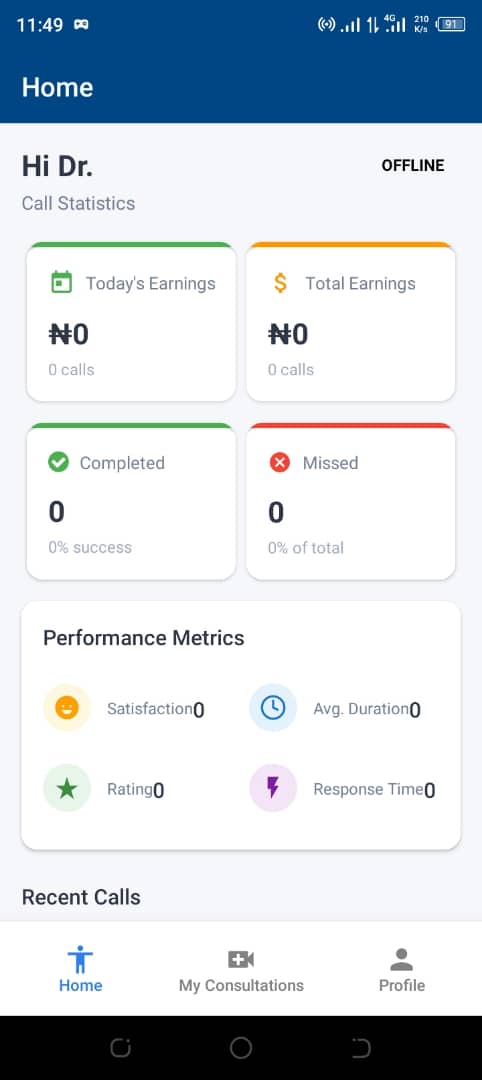 11:49 4G 210 K/s 91
Home
Hi Dr. OFFLINE
Call Statistics
Today's Earnings
₦0
0 calls
Total Earnings
₦0
0 calls
Completed
0
0% success
Missed
0
0% of total
Performance Metrics
Satisfaction0 Avg. Duration0
Rating0 Response Time0
Recent Calls
Home My Consultations Profile